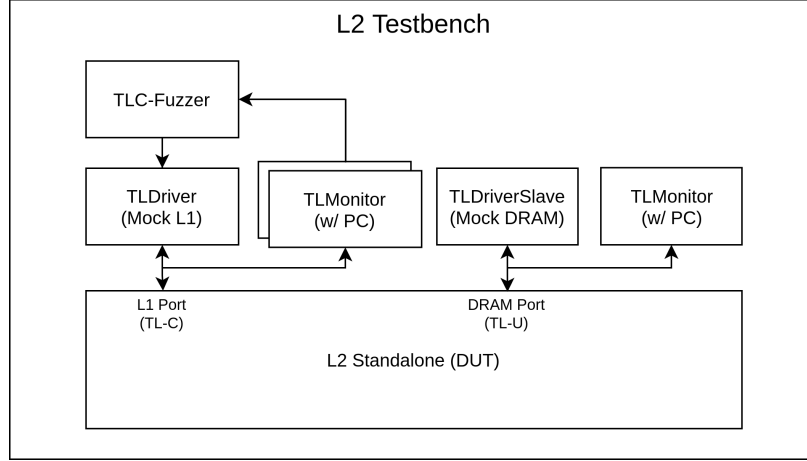 L2 Testbench
TLC-Fuzzer
TLDriver
(Mock L1)
TLMonitor
(w/ PC)
TLDriverSlave
(Mock DRAM)
TLMonitor
(w/ PC)
L1 Port
(TL-C)
DRAM Port
(TL-U)
L2 Standalone (DUT)